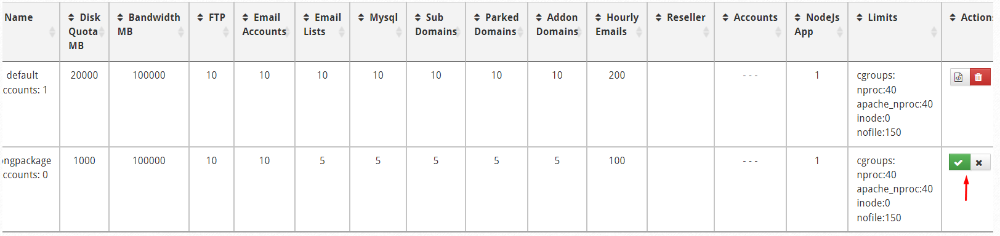 Name
Disk
Quota
MB
Bandwidth
MB
FTP
Email
Accounts
Email
Lists
Mysql
Sub
Domains
Parked
Domains
Addon
Domains
Hourly
Emails
Reseller
Accounts
NodeJs
App
Limits
Actions
default
ccounts: 1
20000
100000
10
10
10
10
10
10
10
200
- - -
1
cgroups:
nproc:40
apache_nproc:40
inode:0
nofile:150
ongpackage
ccounts: 0
1000
100000
10
10
5
5
5
5
5
100
- - -
1
cgroups:
nproc:40
apache_nproc:40
inode:0
nofile:150